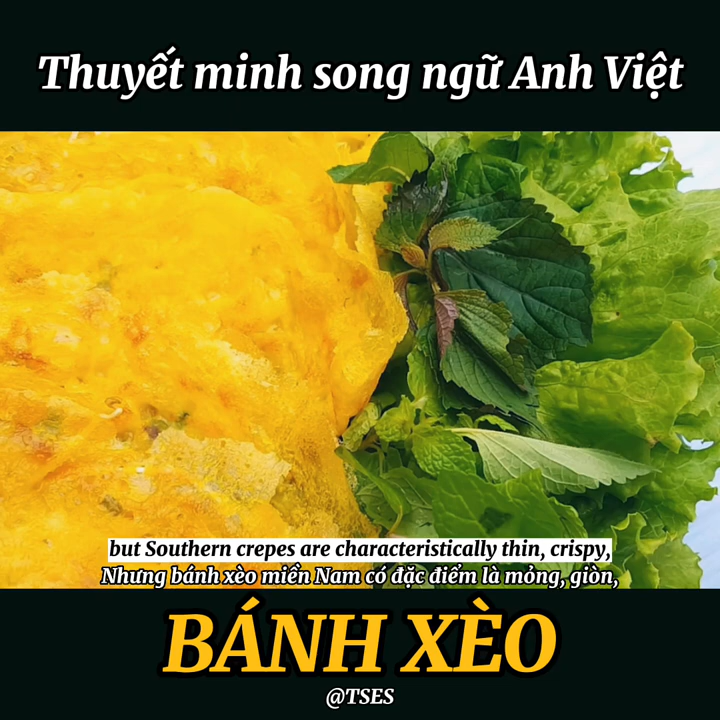 Thuyết minh song ngữ Anh Việt
but Southern crepes are characteristically thin, crispy,
Nhưng bánh xèo miền Nam có đặc điểm là mỏng, giòn,
BÁNH XÈO
@TSES